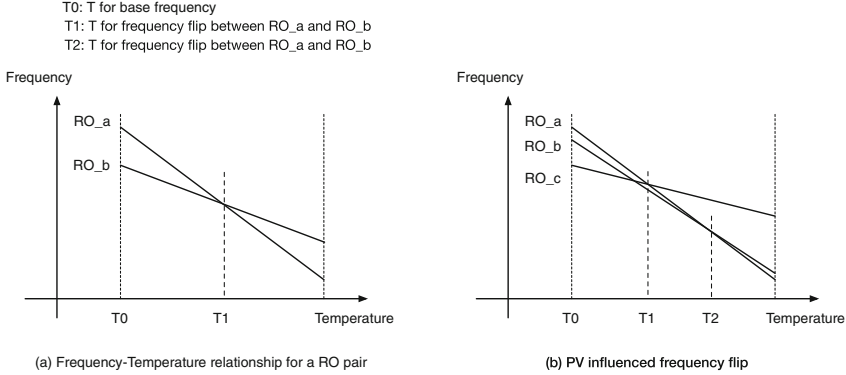 T0: T for base frequency
T1: T for frequency flip between RO_a and RO_b
T2: T for frequency flip between RO_a and RO_b
Frequency
RO_a
RO_b
T0
T1
Temperature
(a) Frequency-Temperature relationship for a RO pair
Frequency
RO_a
RO_b
RO_c
T0
T1
T2
Temperature
(b) PV influenced frequency flip